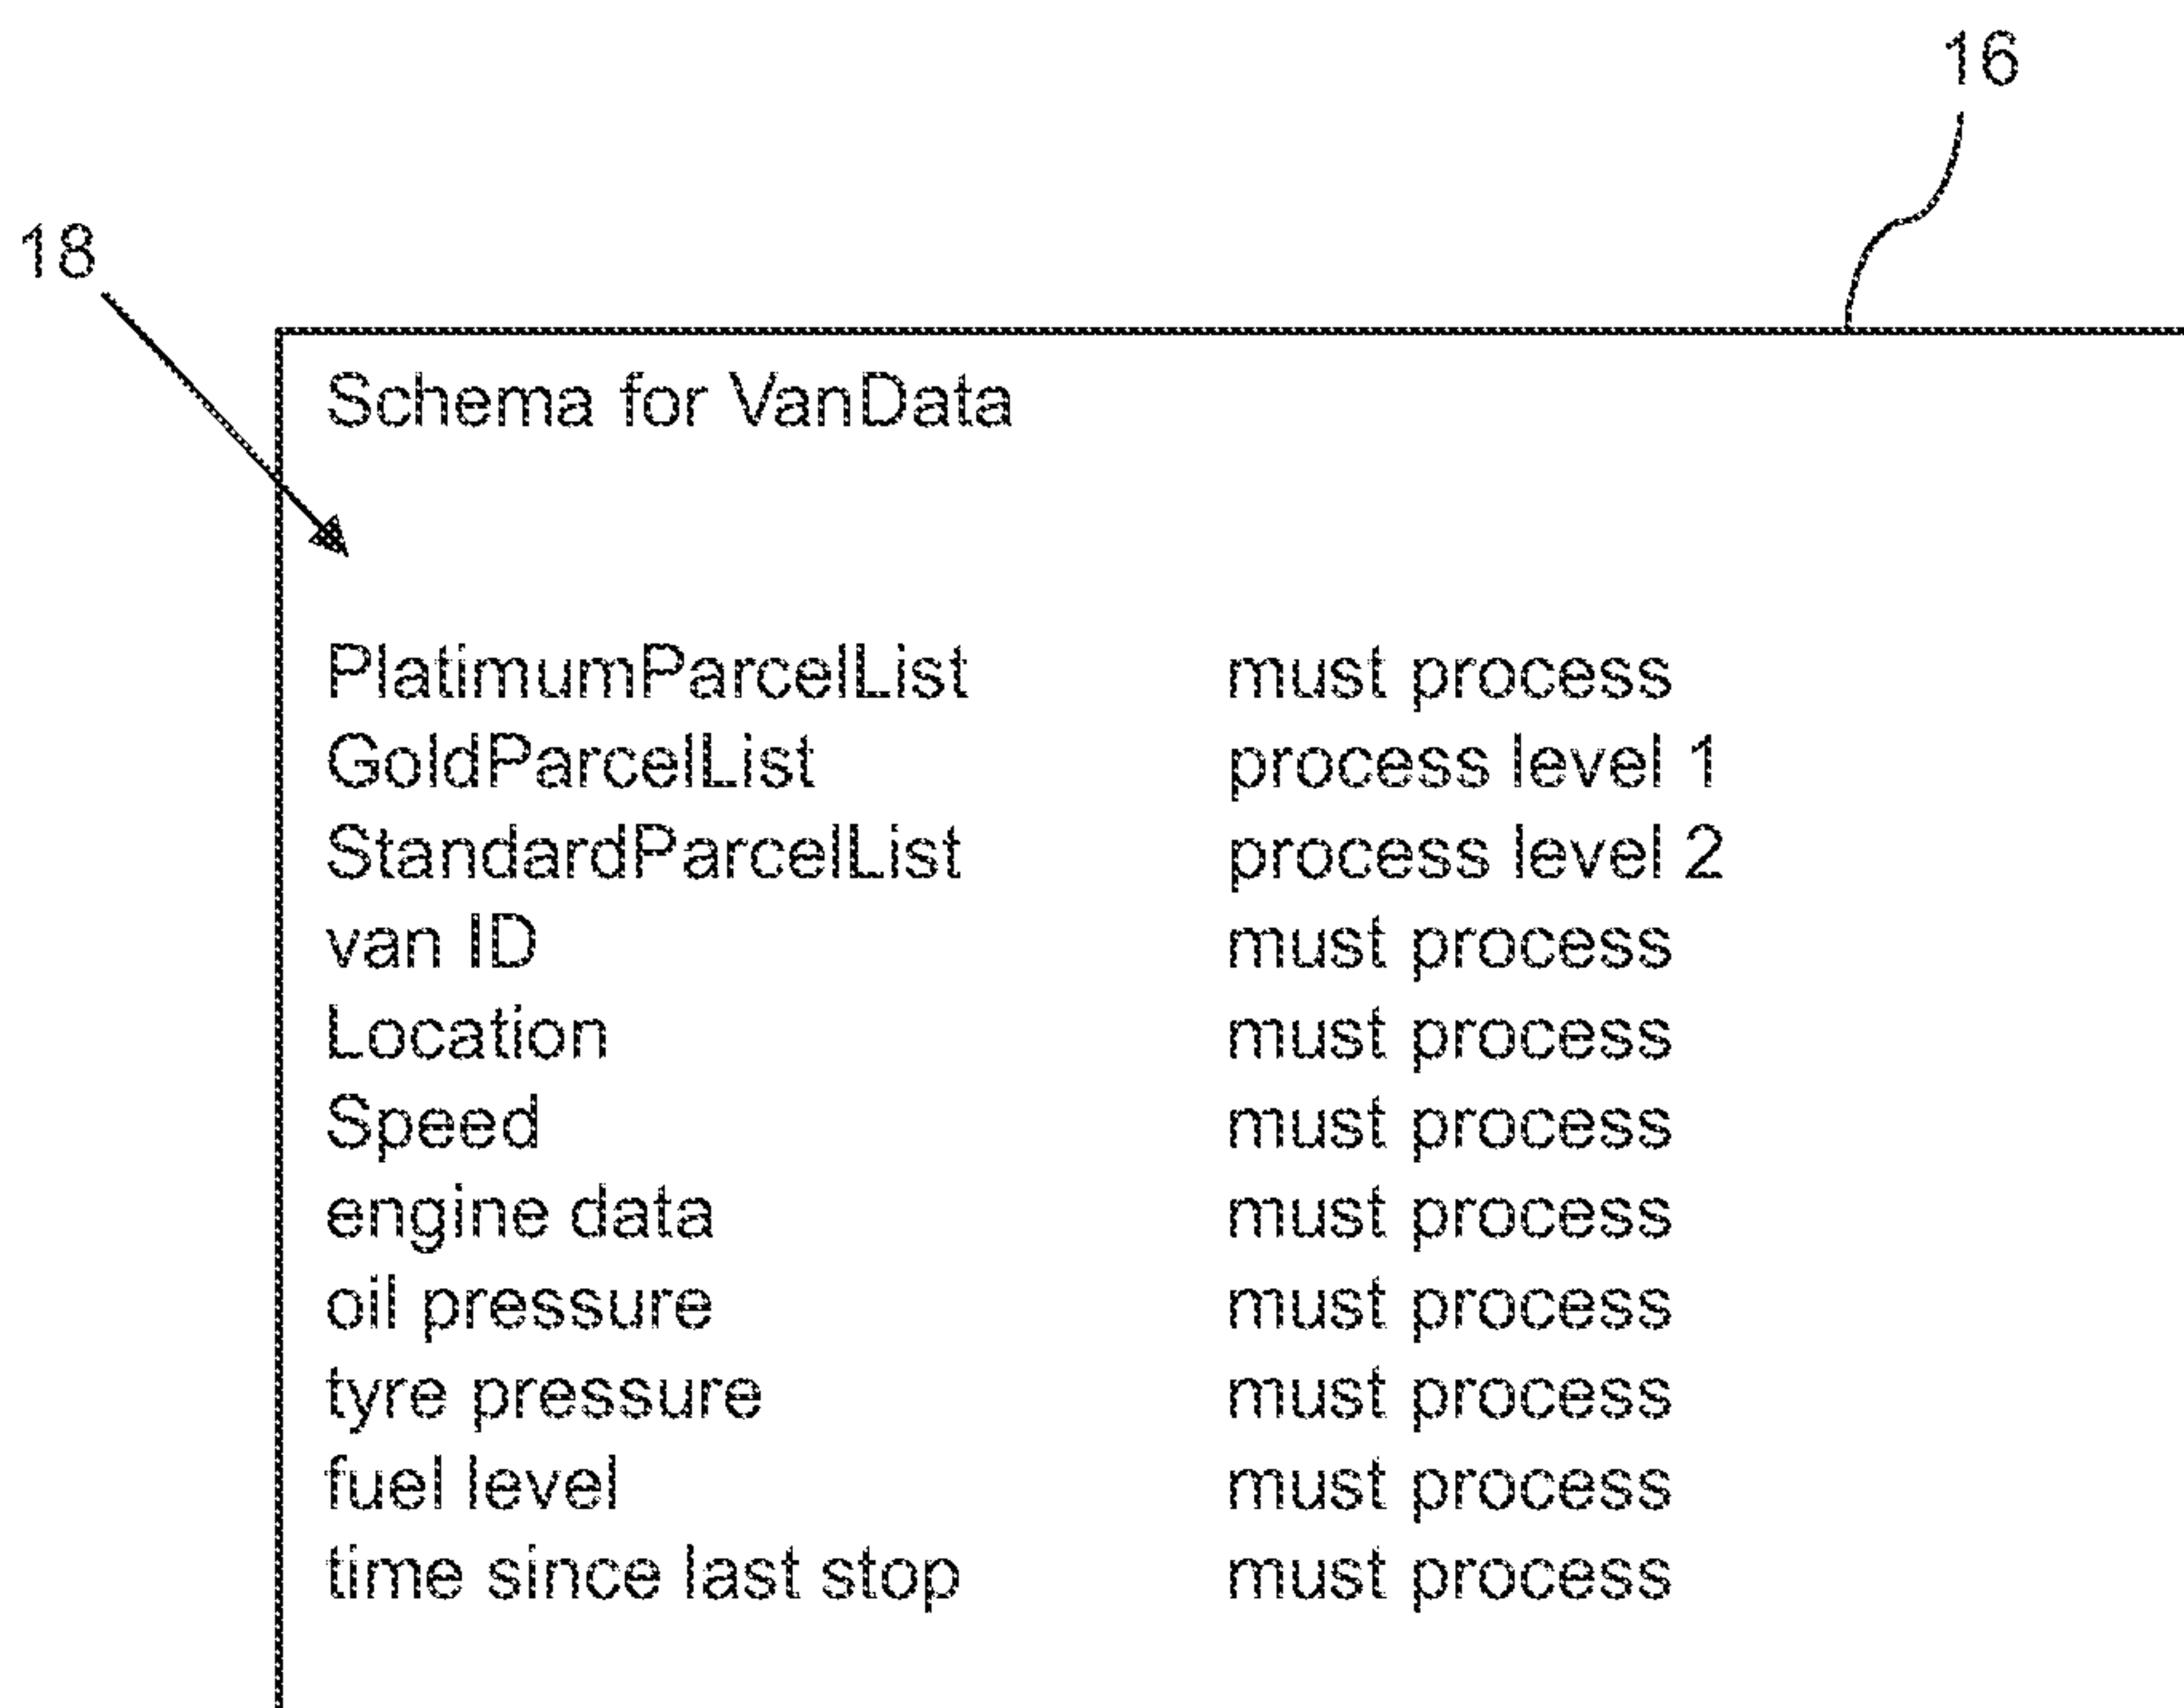 16
18
Schema for VanData
PlatimumParcelList must process
GoldParcelList process level 1
StandardParcelList process level 2
van ID must process
Location must process
Speed must process
engine data must process
oil pressure must process
tyre pressure must process
fuel level must process
time since last stop must process